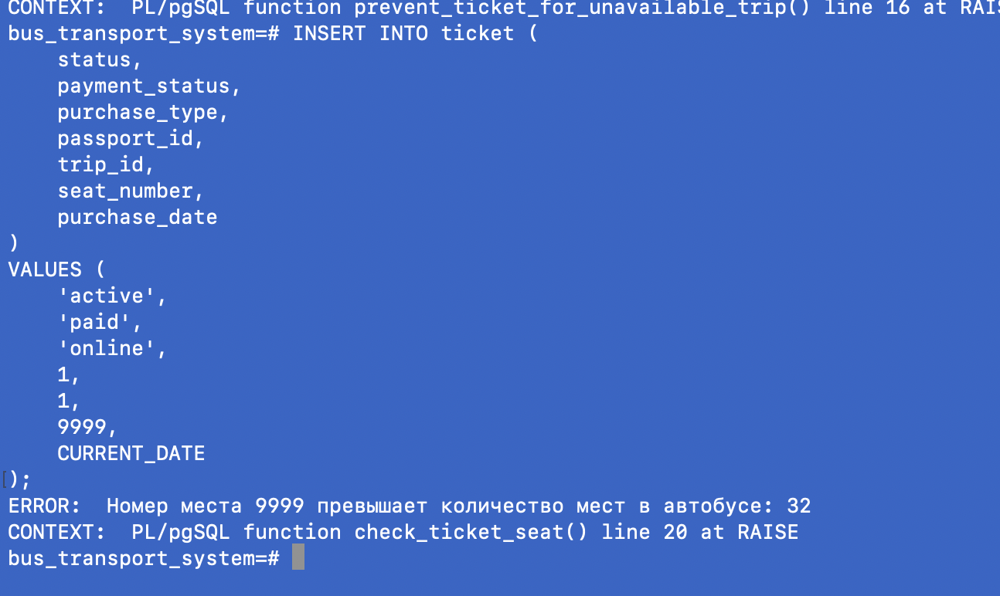 CONTEXT:  PL/pgSQL function prevent_ticket_for_unavailable_trip() line 16 at
bus_transport_system=# INSERT INTO ticket (
    status,
    payment_status,
    purchase_type,
    passport_id,
    trip_id,
    seat_number,
    purchase_date
)
VALUES (
    'active',
    'paid',
    'online',
    1,
    1,
    9999,
    CURRENT_DATE
[);
ERROR:  Номер места 9999 превышает количество мест в автобусе: 32
CONTEXT:  PL/pgSQL function check_ticket_seat() line 20 at RAISE
bus_transport_system=#